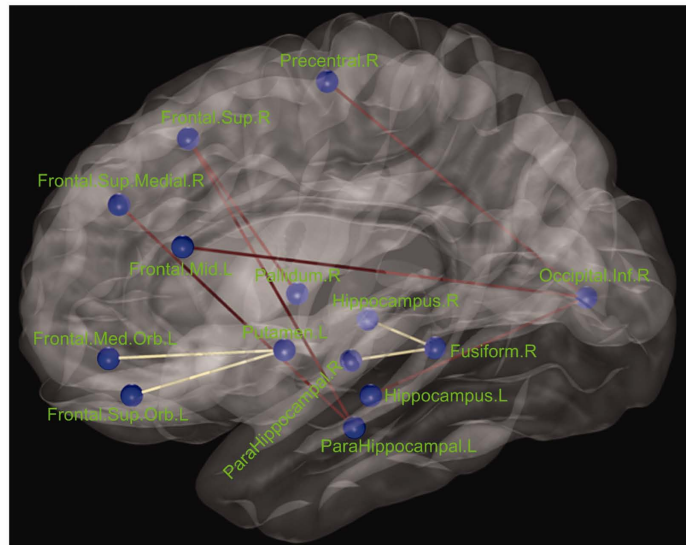 Precentral.R
Frontal.Sup.R
Frontal.Sup.Medial.R
Frontal.Mid.L
Pallidum.R
Occipital.Inf.R
Hippocampus.R
Putamen.L
Frontal.Med.Orb.L
Fusiform.R
ParaHippocampal.R
Hippocampus.L
Frontal.Sup.Orb.L
ParaHippocampal.L